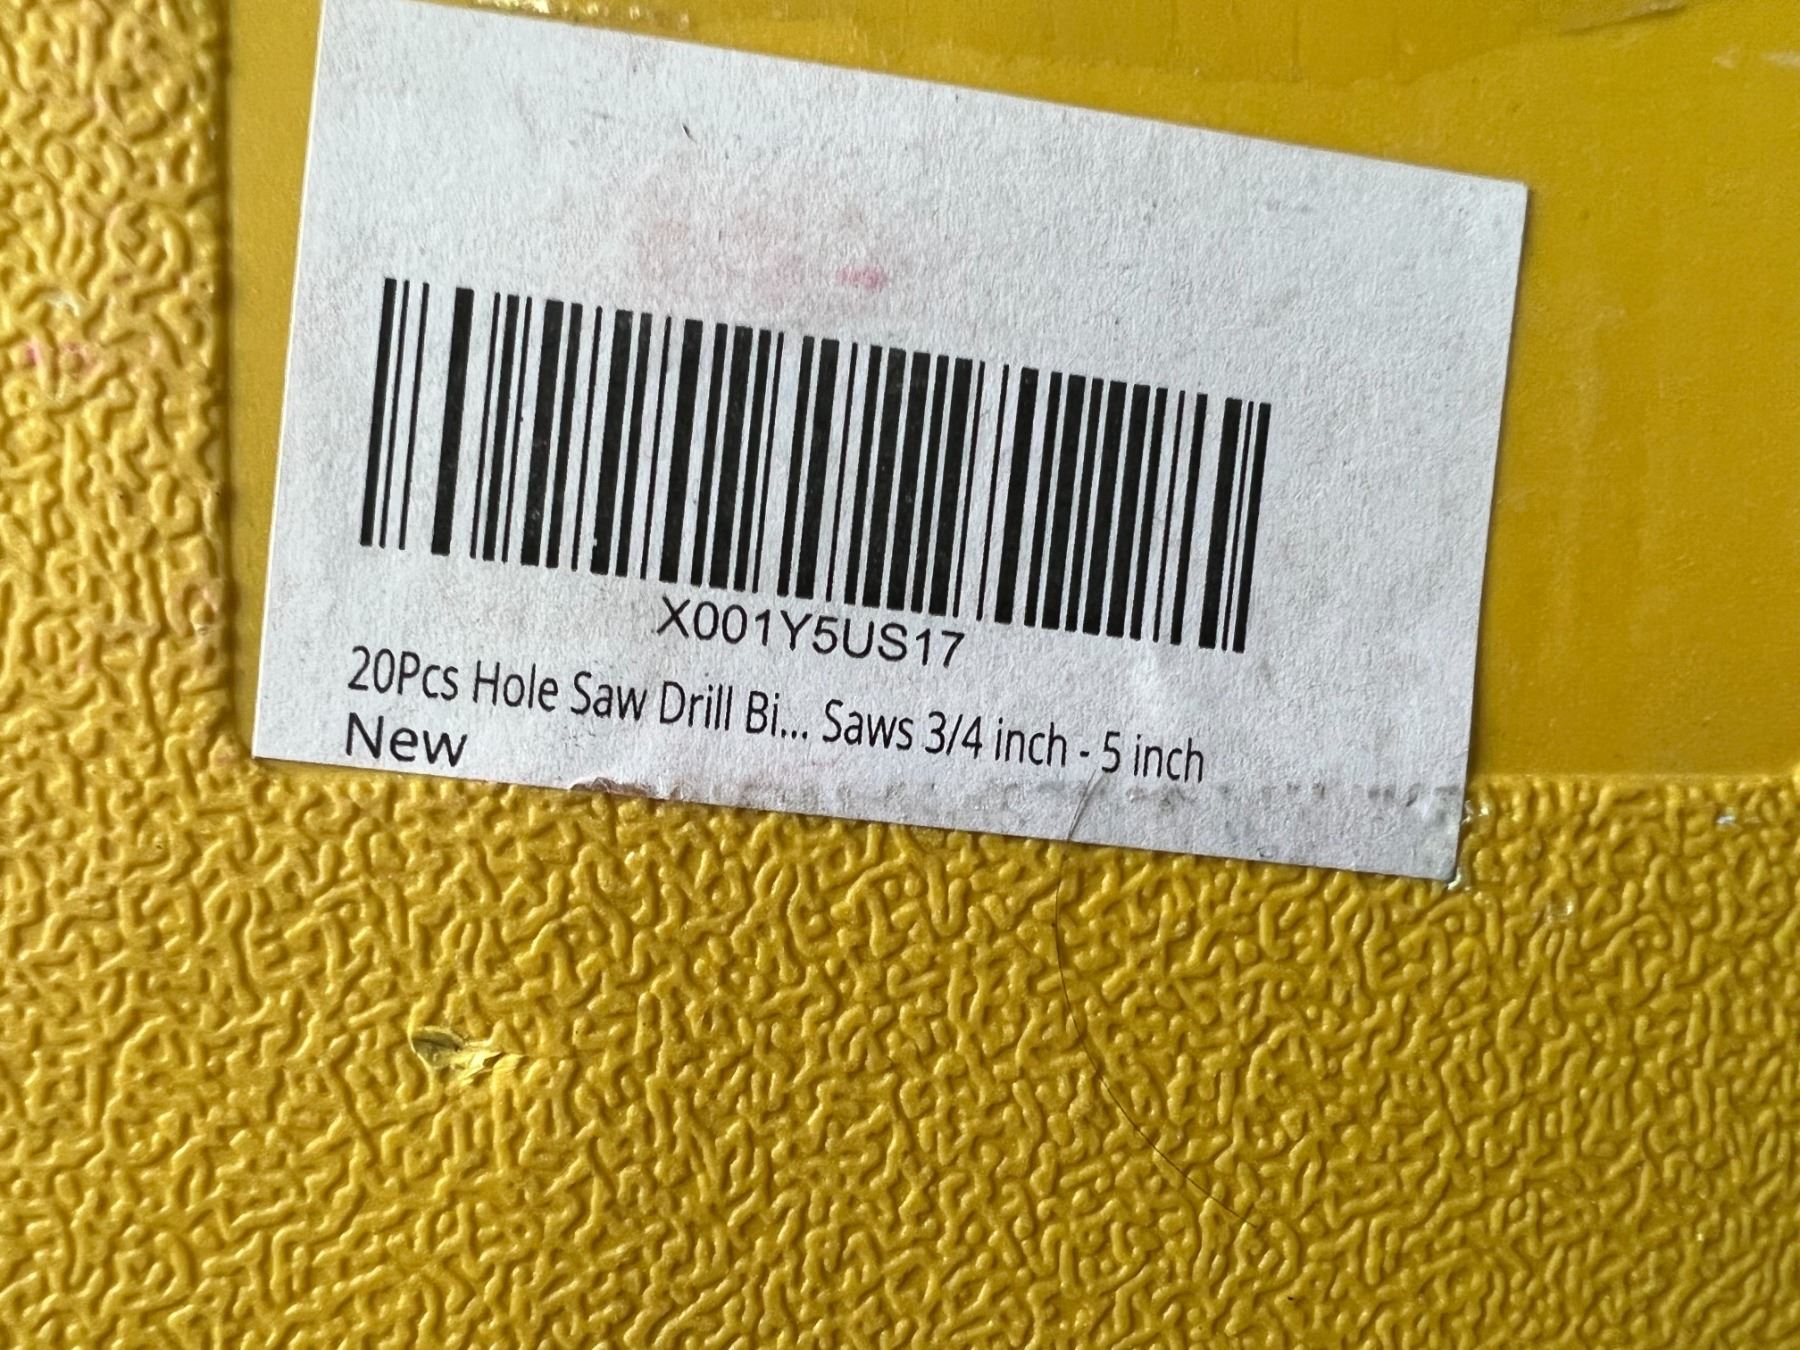 X001Y5US17
20Pcs Hole Saw Drill Bi... Saws 3/4 inch - 5 inch
New